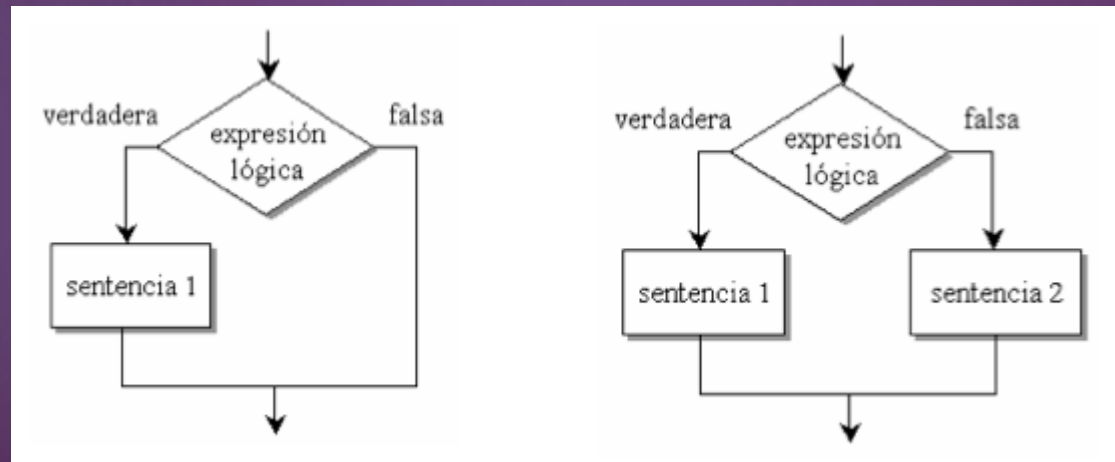 verdadera
falsa
expresión
lógica
sentencia 1
verdadera
falsa
expresión
lógica
sentencia 1
sentencia 2